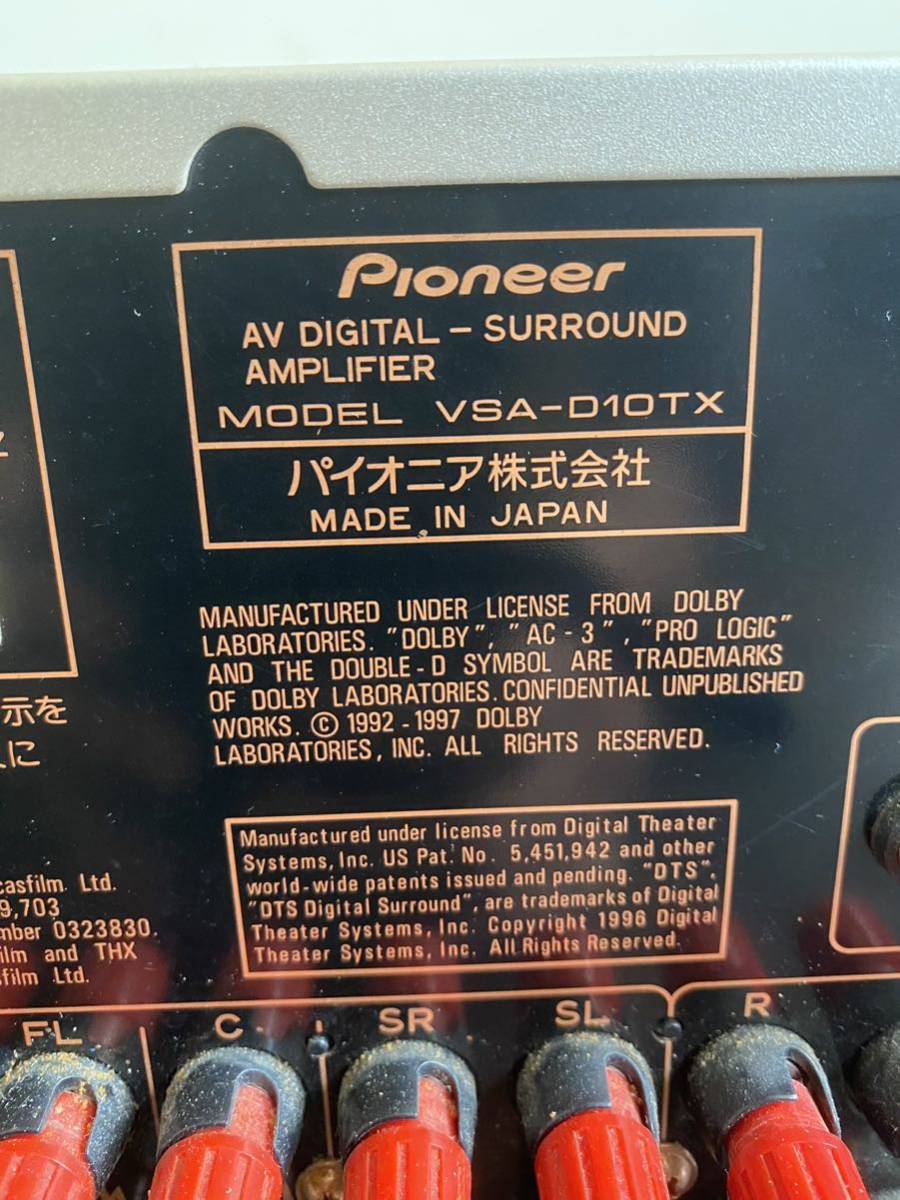 Pioneer
AV DIGITAL – SURROUND
AMPLIFIER
MODEL VSA-D10TX
パイオニア株式会社
MADE IN JAPAN
MANUFACTURED UNDER LICENSE FROM DOLBY
LABORATORIES. "DOLBY", "AC-3", "PRO LOGIC"
AND THE DOUBLE-D SYMBOL ARE TRADEMARKS
OF DOLBY LABORATORIES. CONFIDENTIAL UNPUBLISHED
WORKS. © 1992-1997 DOLBY
LABORATORIES, INC. ALL RIGHTS RESERVED.
示を
に
Manufactured under license from Digital Theater
Systems, Inc. US Pat. No. 5,451,942 and other
world-wide patents issued and pending. "DTS",
"DTS Digital Surround", are trademarks of Digital
Theater Systems, Inc. Copyright 1996 Digital
Theater Systems, Inc. All Rights Reserved.
casfilm Ltd.
9,703
mber 0323830.
film and THX
sfilm Ltd.
FL C SR SL R